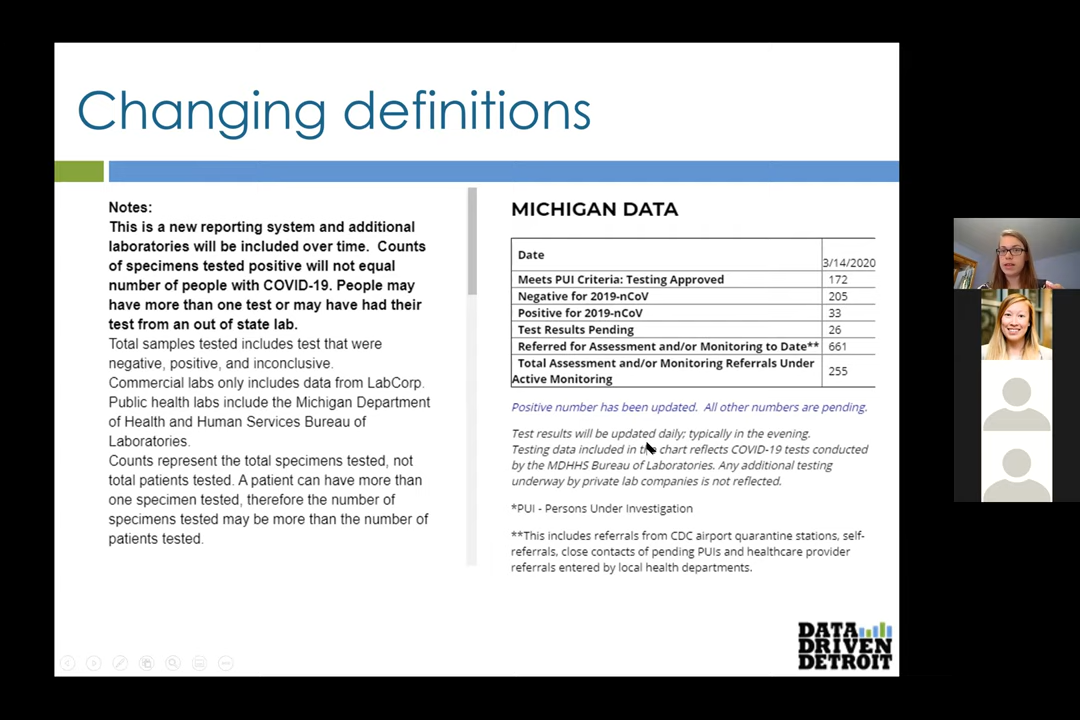 Changing definitions
Notes:
This is a new reporting system and additional
laboratories will be included over time. Counts
of specimens tested positive will not equal
number of people with COVID-19. People may
have more than one test or may have had their
test from an out of state lab.
Total samples tested includes test that were
negative, positive, and inconclusive.
Commercial labs only includes data from LabCorp.
Public health labs include the Michigan Department
of Health and Human Services Bureau of
Laboratories.
Counts represent the total specimens tested, not
total patients tested. A patient can have more than
one specimen tested, therefore the number of
specimens tested may be more than the number of
patients tested.
MICHIGAN DATA
Date 3/14/2020
Meets PUI Criteria: Testing Approved 172
Negative for 2019-nCoV 205
Positive for 2019-nCoV 33
Test Results Pending 26
Referred for Assessment and/or Monitoring to Date** 661
Total Assessment and/or Monitoring Referrals Under
Active Monitoring 255
Positive number has been updated. All other numbers are pending.
Test results will be updated daily; typically in the evening.
Testing data included in the chart reflects COVID-19 tests conducted
by the MDHHS Bureau of Laboratories. Any additional testing
underway by private lab companies is not reflected.
*PUI - Persons Under Investigation
**This includes referrals from CDC airport quarantine stations, self-
referrals, close contacts of pending PUIs and healthcare provider
referrals entered by local health departments.
DATA
DRIVEN
DETROIT